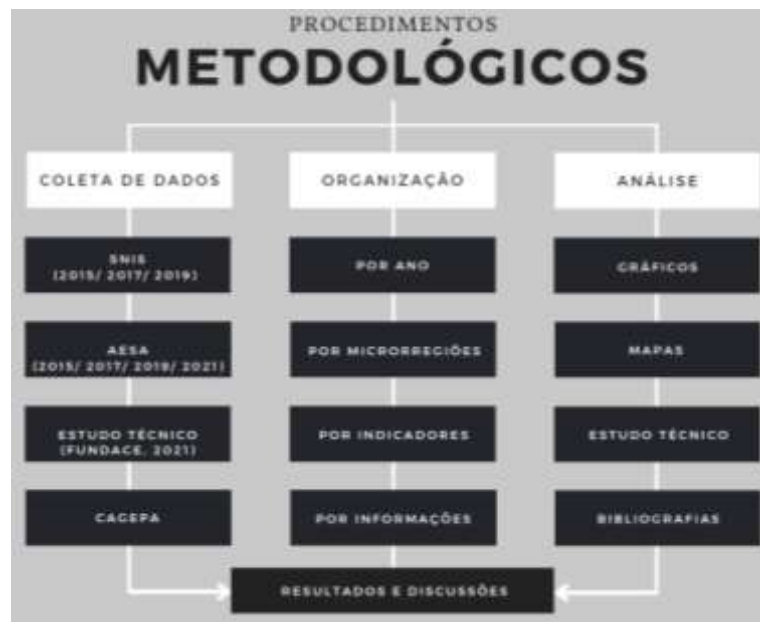 PROCEDIMENTOS
METODOLÓGICOS
COLETA DE DADOS
SNIS
(2015/ 2017/ 2019)
AESA
(2015/ 2017/ 2019/ 2021)
ESTUDO TÉCNICO
(FUNDACE, 2021)
CAGEPA
ORGANIZAÇÃO
POR ANO
POR MICRORREGIÕES
POR INDICADORES
POR INFORMAÇÕES
ANÁLISE
GRÁFICOS
MAPAS
ESTUDO TÉCNICO
BIBLIOGRAFIAS
RESULTADOS E DISCUSSÕES